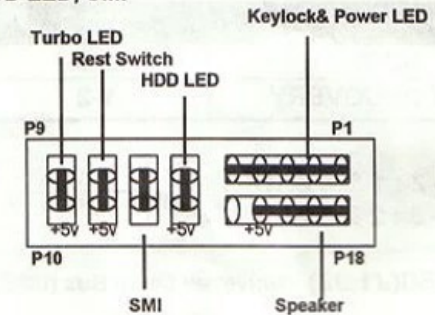 Keylock& Power LED
Turbo LED
Rest Switch
HDD LED
P9
P1
+5V
+5V
+5V
+5V
P10
P18
SMI
Speaker